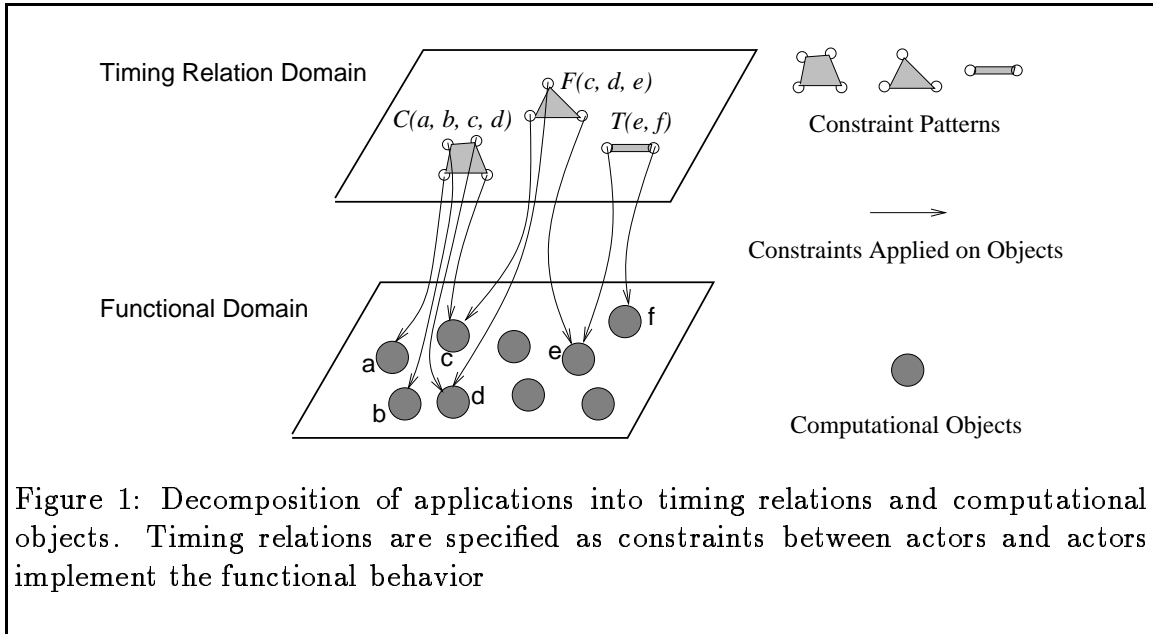 Timing Relation Domain
F(c, d, e)
C(a, b, c, d)
T(e, f)
Constraint Patterns
Constraints Applied on Objects
Functional Domain
f
c
e
a
d
b
Computational Objects
Figure 1: Decomposition of applications into timing relations and computational
objects. Timing relations are specified as constraints between actors and actors
implement the functional behavior